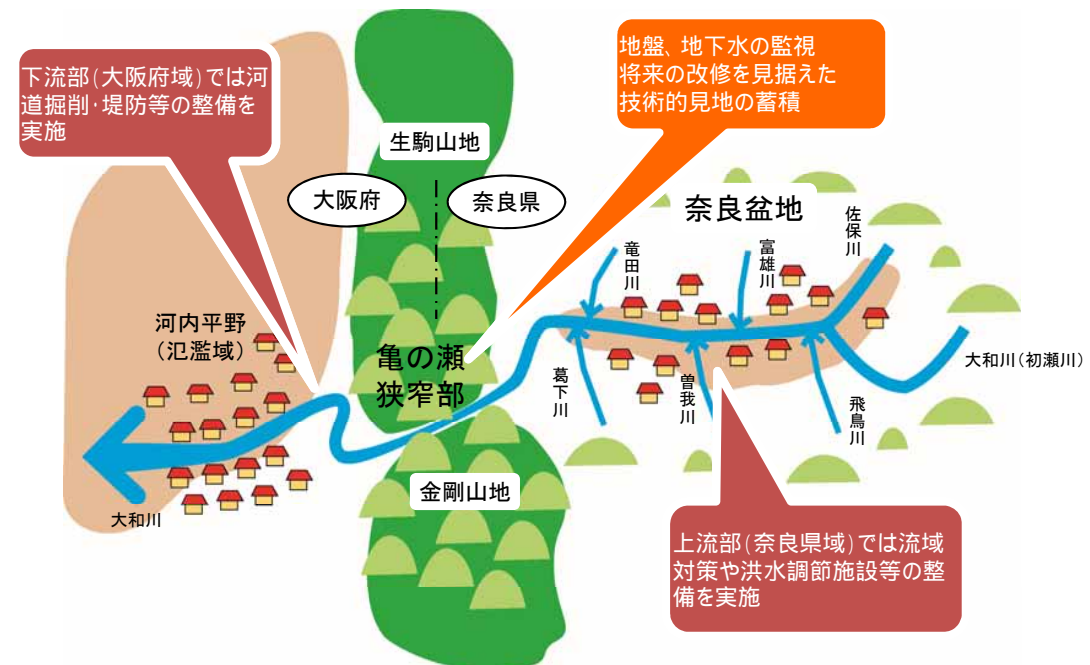 下流部(大阪府域)では河
道掘削・堤防等の整備を
実施
地盤、地下水の監視
将来の改修を見据えた
技術的見地の蓄積
生駒山地
大阪府
奈良県
奈良盆地
竜田川
富雄川
佐保川
河内平野
(氾濫域)
亀の瀬
狭窄部
葛下川
曽我川
飛鳥川
大和川(初瀬川)
金剛山地
大和川
上流部(奈良県域)では流域
対策や洪水調節施設等の整
備を実施